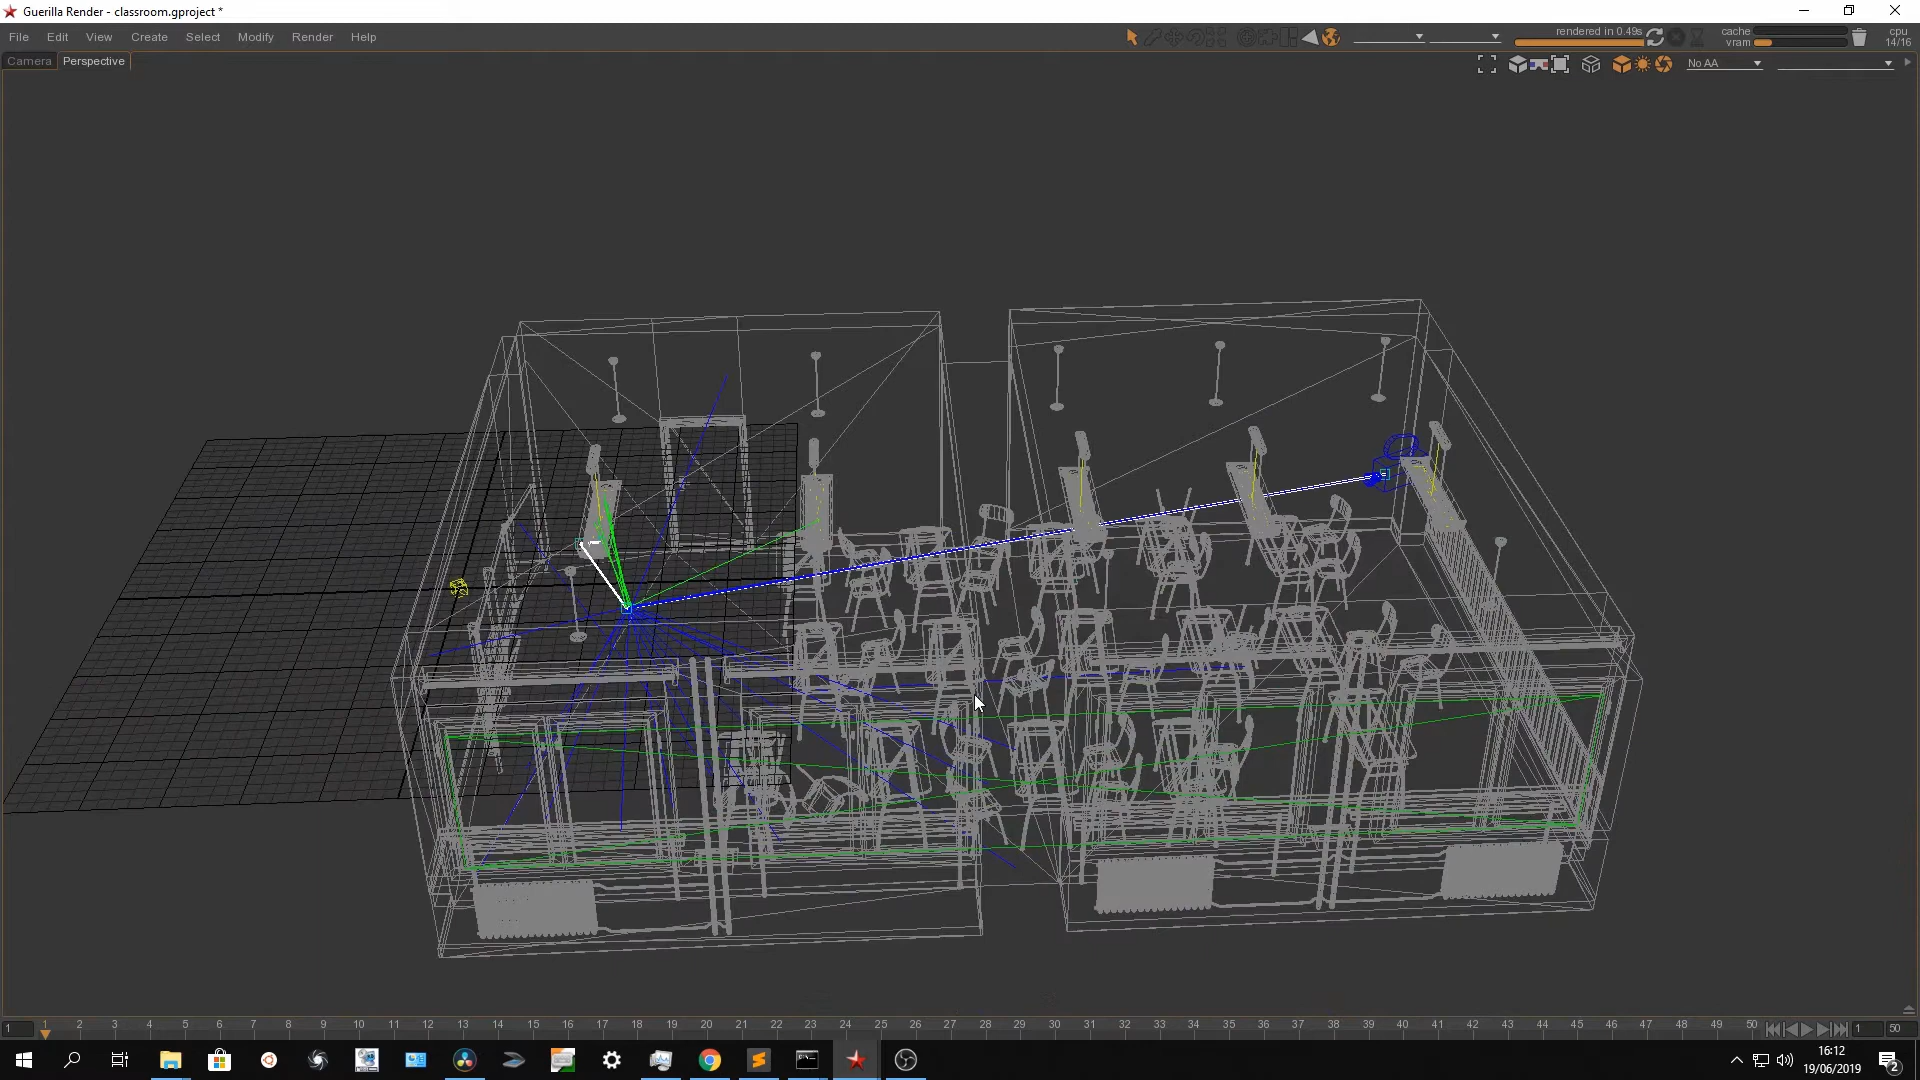 Guerilla Render - classroom.gproject *
File Edit View Create Select Modify Render Help
rendered in 0.49s
cache
vram
cpu
14/16
Camera Perspective
No AA
1 1 2 3 4 5 6 7 8 9 10 11 12 13 14 15 16 17 18 19 20 21 22 23 24 25 26 27 28 29 30 31 32 33 34 35 36 37 38 39 40 41 42 43 44 45 46 47 48 49 50 1 50
16:12
19/06/2019
2